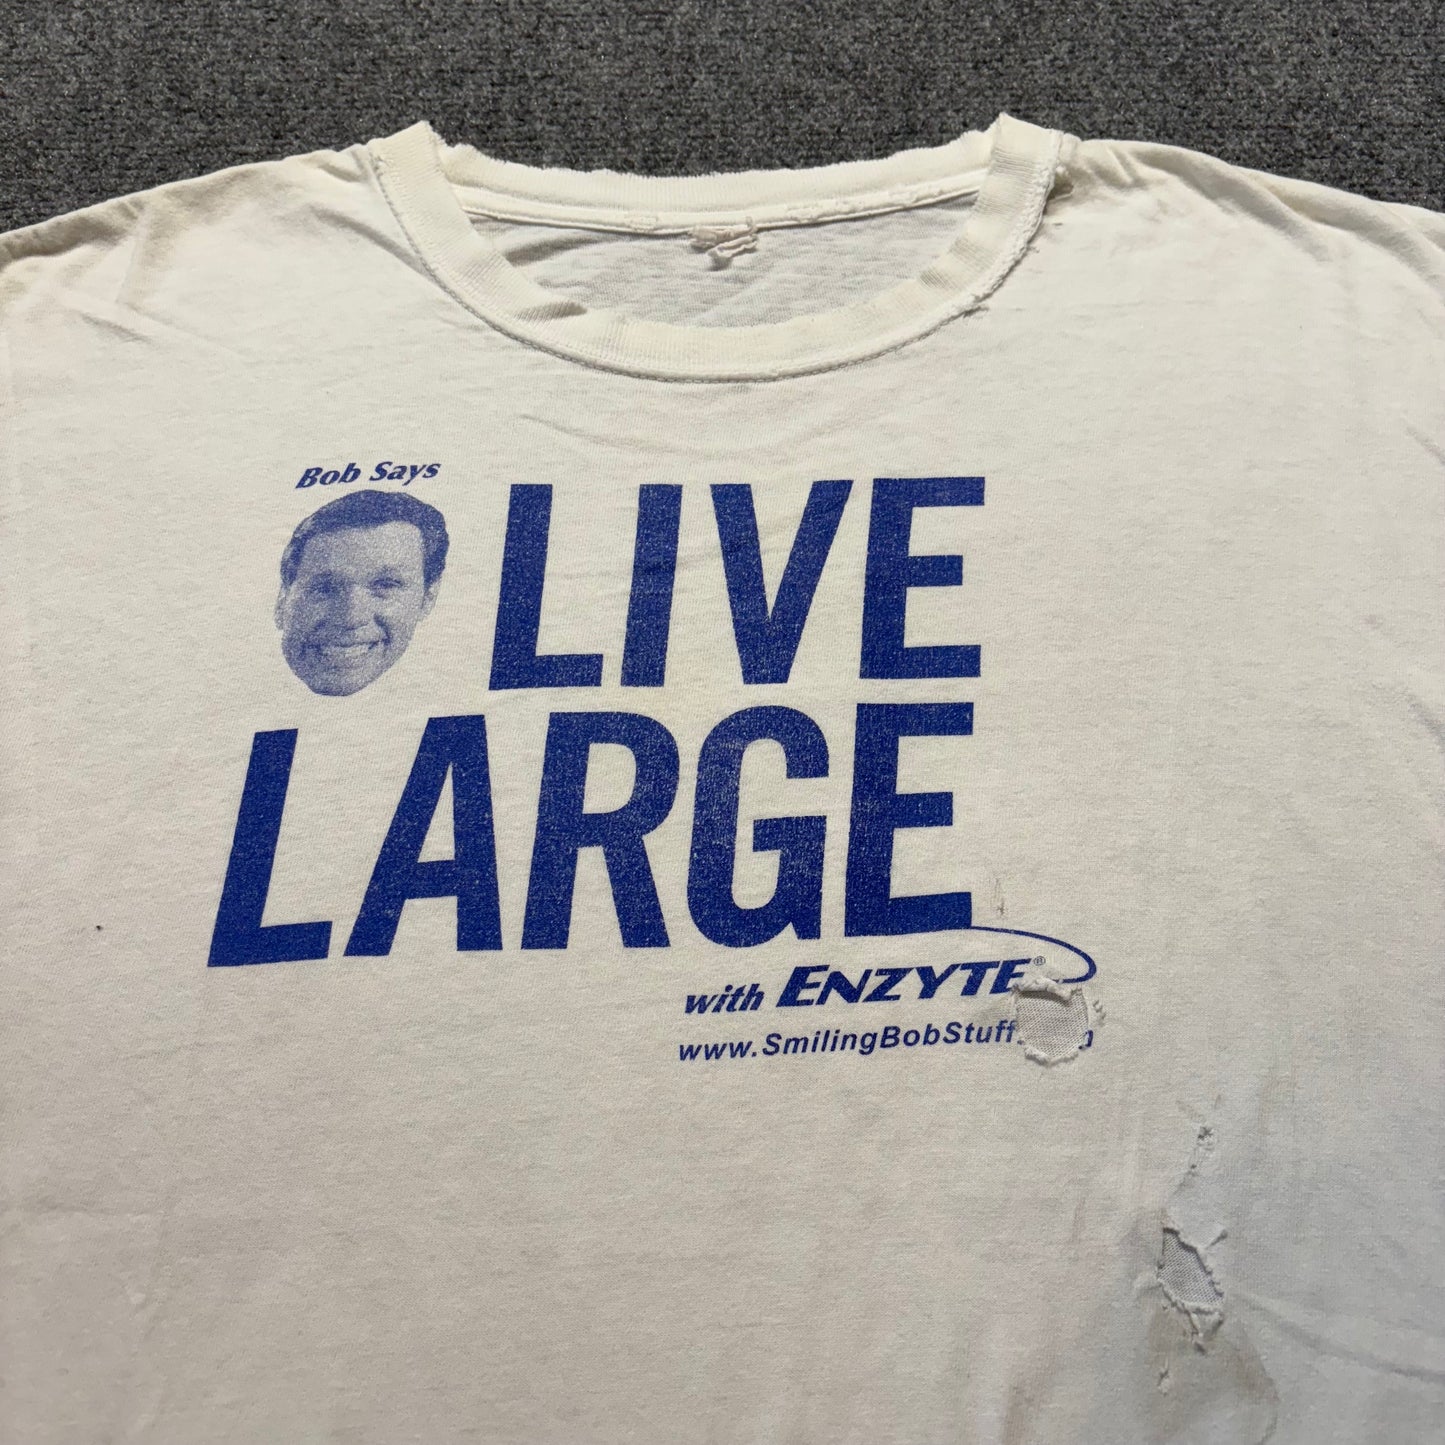 Bob Says
LIVE
LARGE
with ENZYTE®
www.SmilingBobStuff